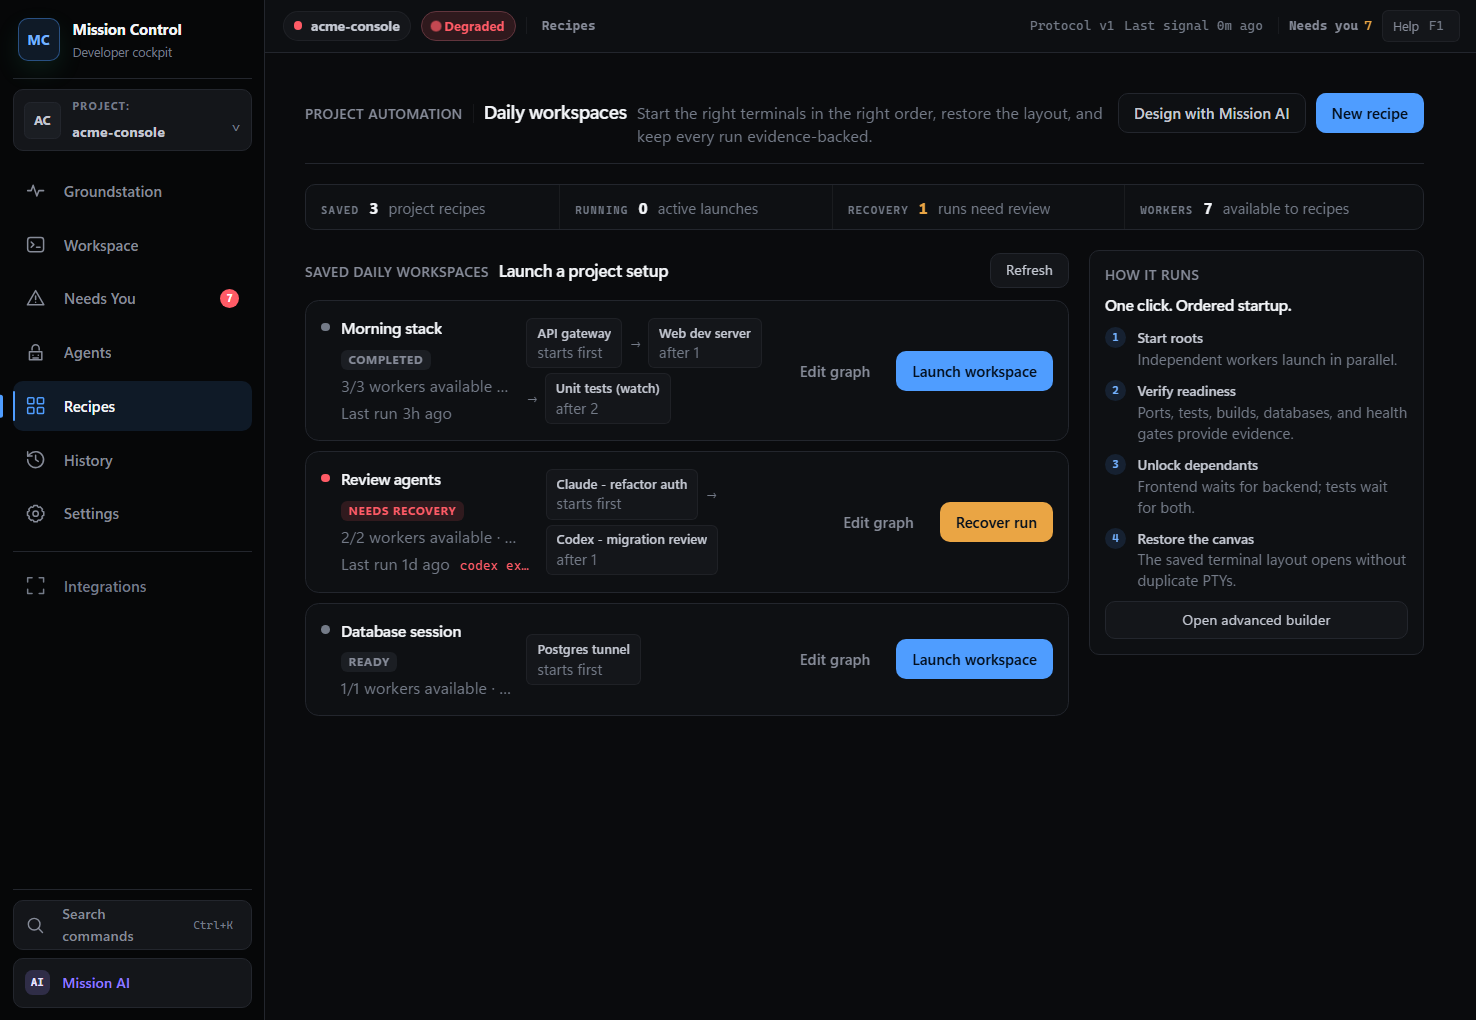 MC
Mission Control
Developer cockpit
AC
PROJECT:
acme-console
Groundstation
Workspace
Needs You
7
Agents
Recipes
History
Settings
Integrations
Search commands
Ctrl+K
AI
Mission AI
acme-console
Degraded
Recipes
Protocol v1 Last signal 0m ago
Needs you 7
Help F1
PROJECT AUTOMATION
Daily workspaces
Start the right terminals in the right order, restore the layout, and
keep every run evidence-backed.
Design with Mission AI
New recipe
SAVED 3 project recipes
RUNNING 0 active launches
RECOVERY 1 runs need review
WORKERS 7 available to recipes
SAVED DAILY WORKSPACES Launch a project setup
Refresh
Morning stack
COMPLETED
3/3 workers available ...
Last run 3h ago
API gateway
starts first
→
Web dev server
after 1
→
Unit tests (watch)
after 2
Edit graph
Launch workspace
Review agents
NEEDS RECOVERY
2/2 workers available · ...
Last run 1d ago codex ex…
Claude - refactor auth
starts first
→
Codex - migration review
after 1
Edit graph
Recover run
Database session
READY
1/1 workers available · ...
Postgres tunnel
starts first
Edit graph
Launch workspace
HOW IT RUNS
One click. Ordered startup.
1 Start roots
Independent workers launch in parallel.
2 Verify readiness
Ports, tests, builds, databases, and health
gates provide evidence.
3 Unlock dependants
Frontend waits for backend; tests wait
for both.
4 Restore the canvas
The saved terminal layout opens without
duplicate PTYs.
Open advanced builder